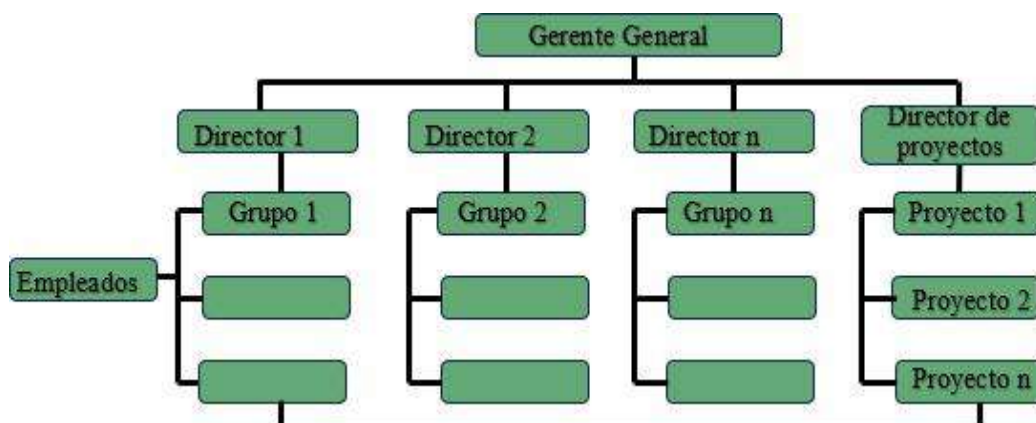 Gerente General
Director 1
Director 2
Director n
Director de
proyectos
Grupo 1
Grupo 2
Grupo n
Proyecto 1
Empleados
Proyecto 2
Proyecto n